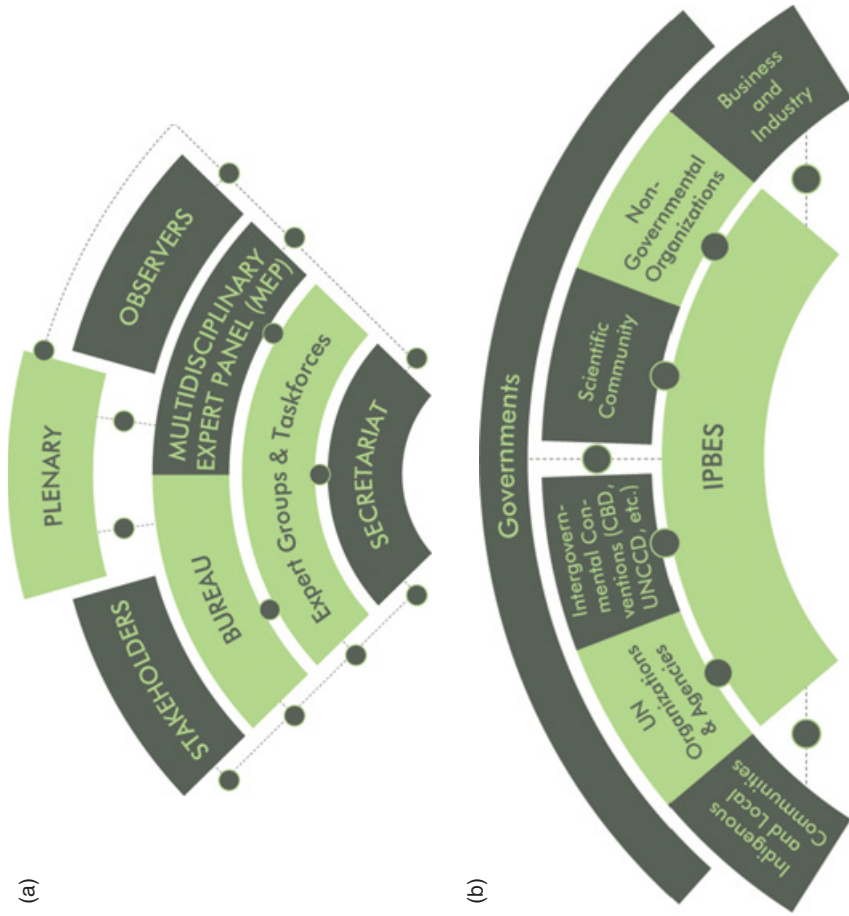 (a)
PLENARY
STAKEHOLDERS
OBSERVERS
BUREAU
MULTIDISCIPLINARY
EXPERT PANEL (MEP)
Expert Groups & Taskforces
SECRETARIAT
(b)
Governments
Indigenous
and Local
Communities
UN
Organizations
& Agencies
Intergovern-
mental Con-
ventions (CBD,
UNCCD, etc.)
Scientific
Community
Non-
Governmental
Organizations
Business
and
Industry
IPBES